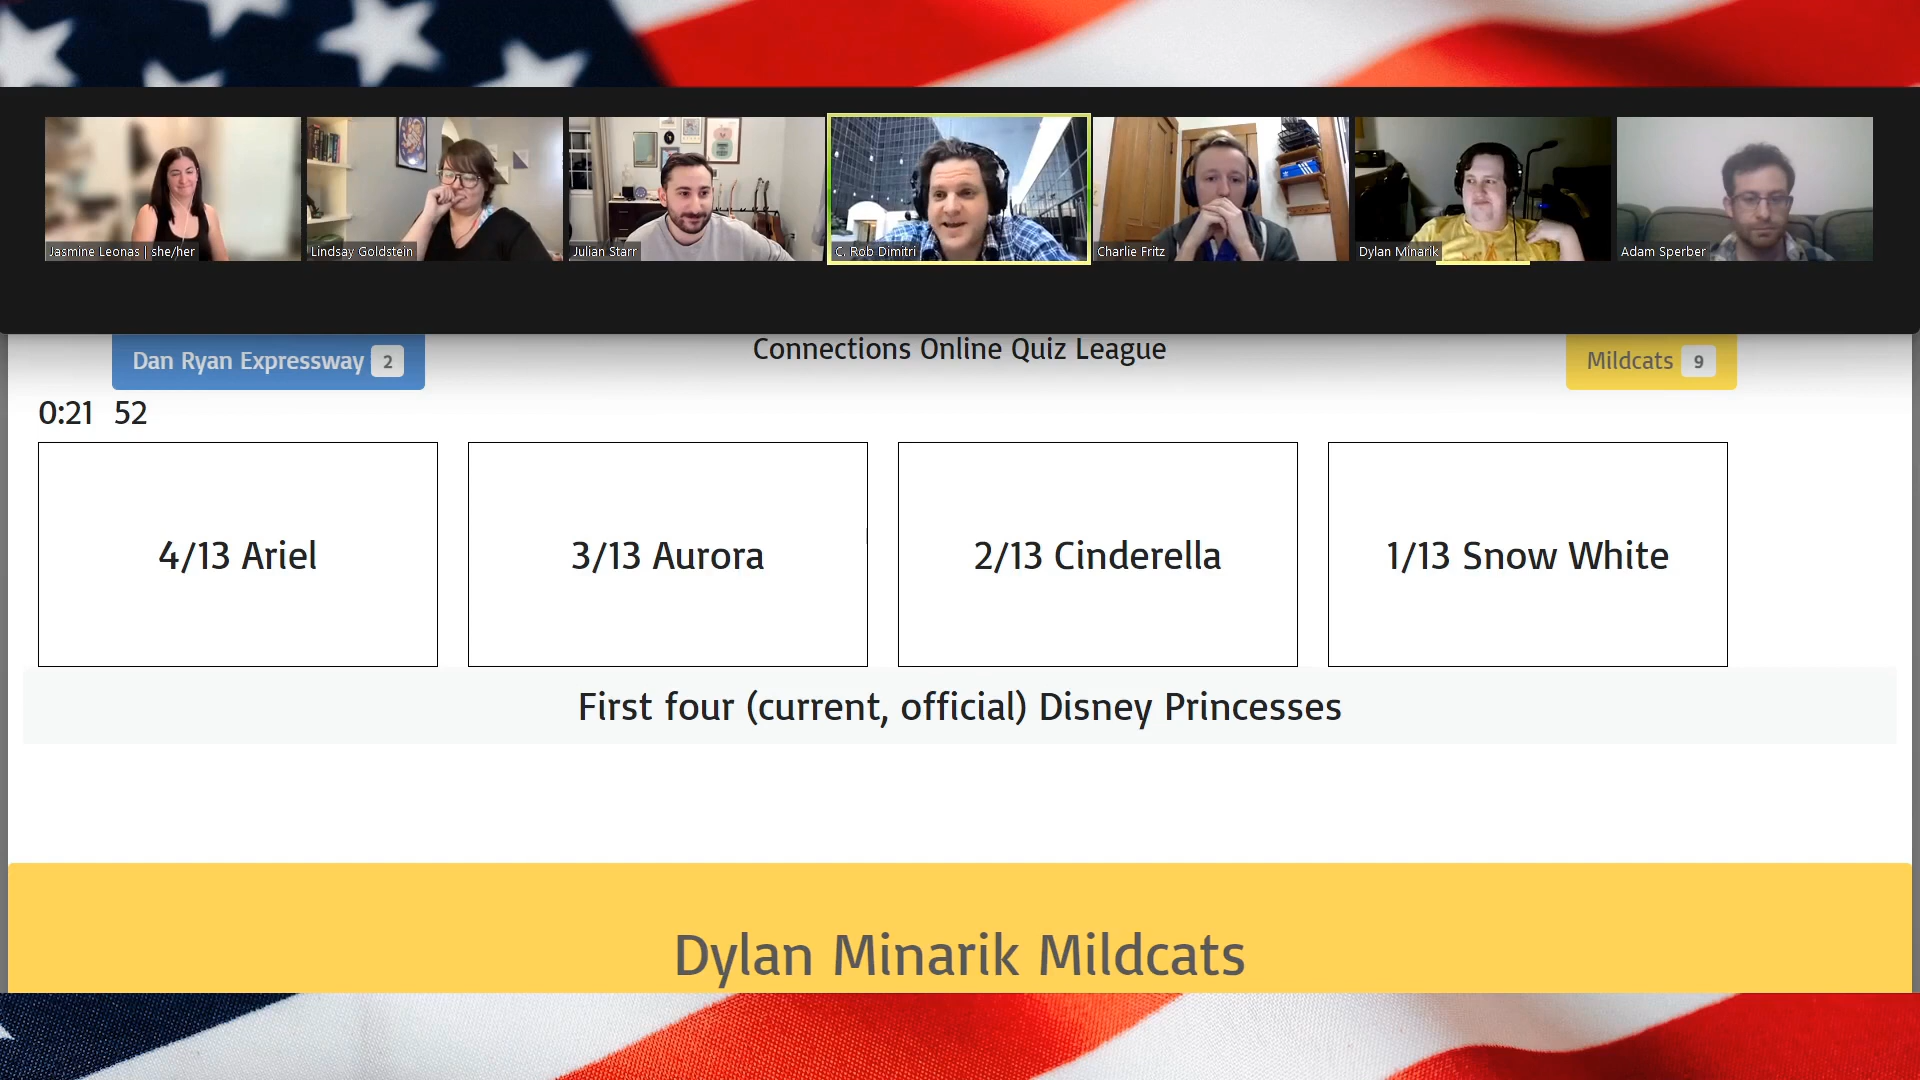 Jasmine Leonas | she/her
Lindsay Goldstein
Julian Starr
C. Rob Dimitri
Charlie Fritz
Dylan Minarik
Adam Sperber
Dan Ryan Expressway 2
Connections Online Quiz League
Mildcats 9
0:21 52
4/13 Ariel
3/13 Aurora
2/13 Cinderella
1/13 Snow White
First four (current, official) Disney Princesses
Dylan Minarik Mildcats